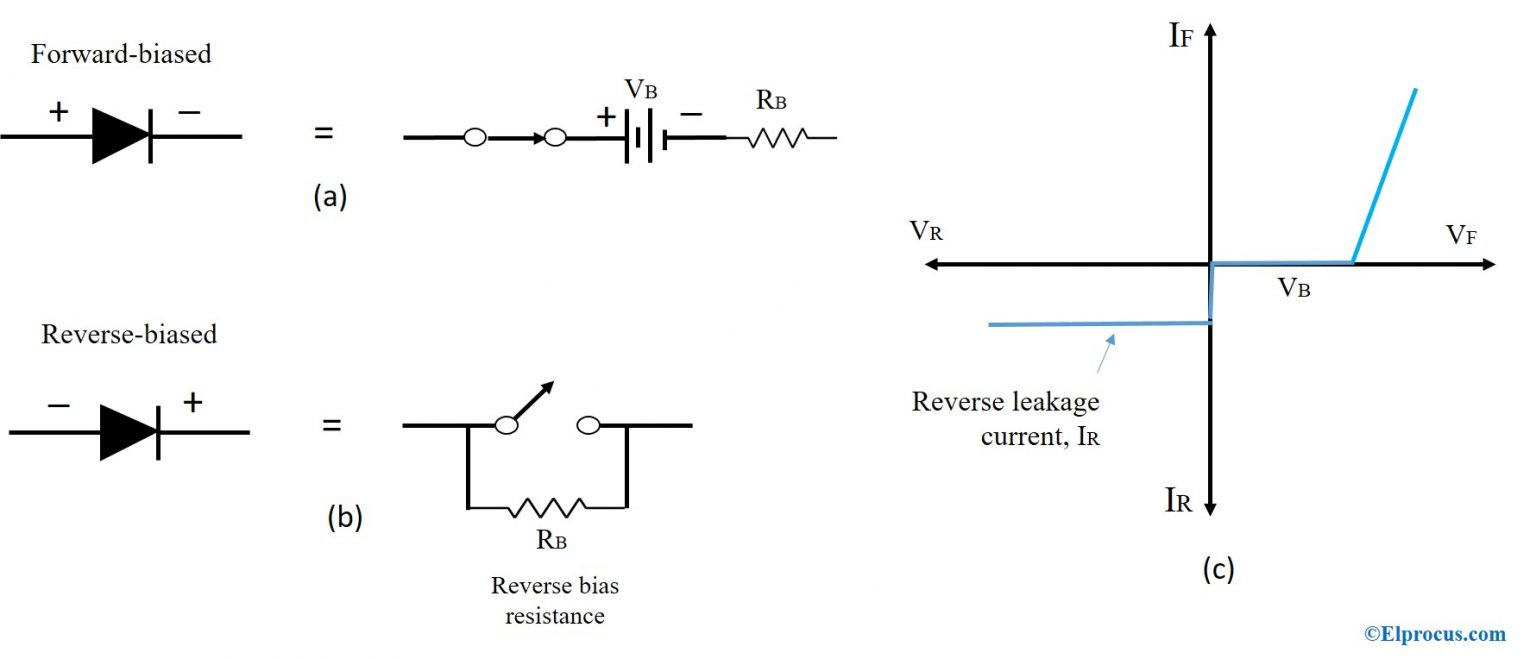 Forward-biased
+ −
=
VB
+ −
RB
(a)
Reverse-biased
− +
=
(b)
RB
Reverse bias
resistance
IF
VR
VF
VB
Reverse leakage
current, IR
IR
(c)
©Elprocus.com